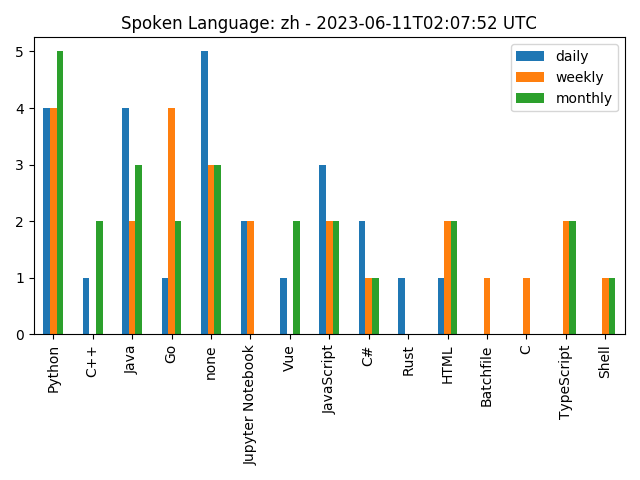 Spoken Language: zh - 2023-06-11T02:07:52 UTC
daily
weekly
monthly
5
4
3
2
1
0
Python
C++
Java
Go
none
Jupyter Notebook
Vue
JavaScript
C#
Rust
HTML
Batchfile
C
TypeScript
Shell